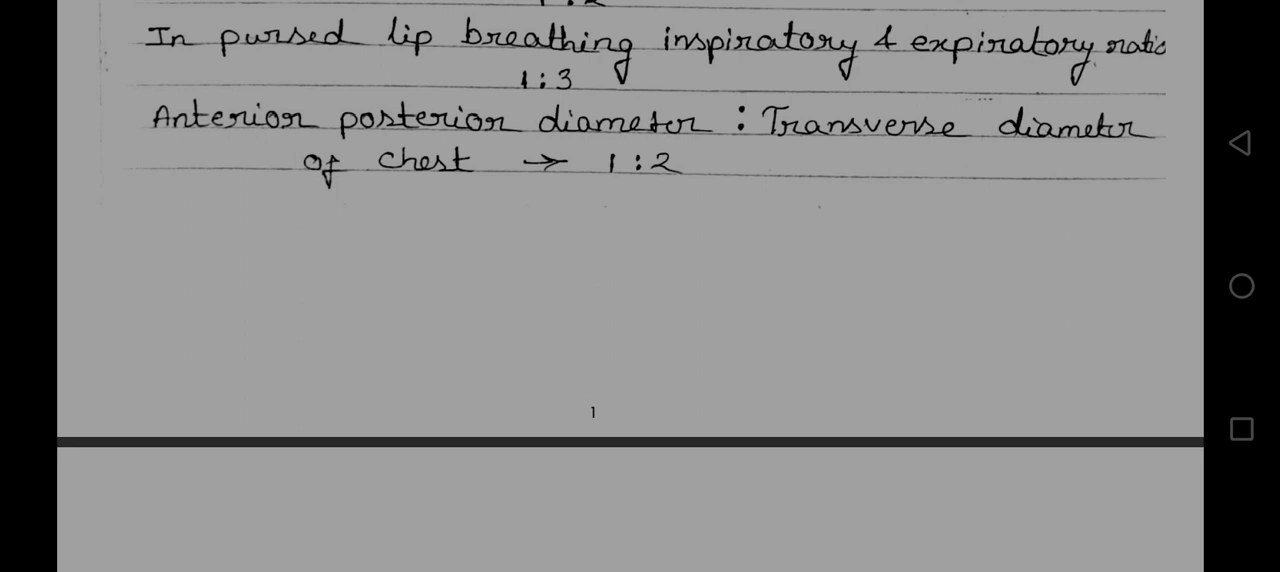 In pursed lip breathing inspiratory & expiratory ratio
1:3
Anterior posterior diameter : Transverse diameter
of chest → 1:2
1